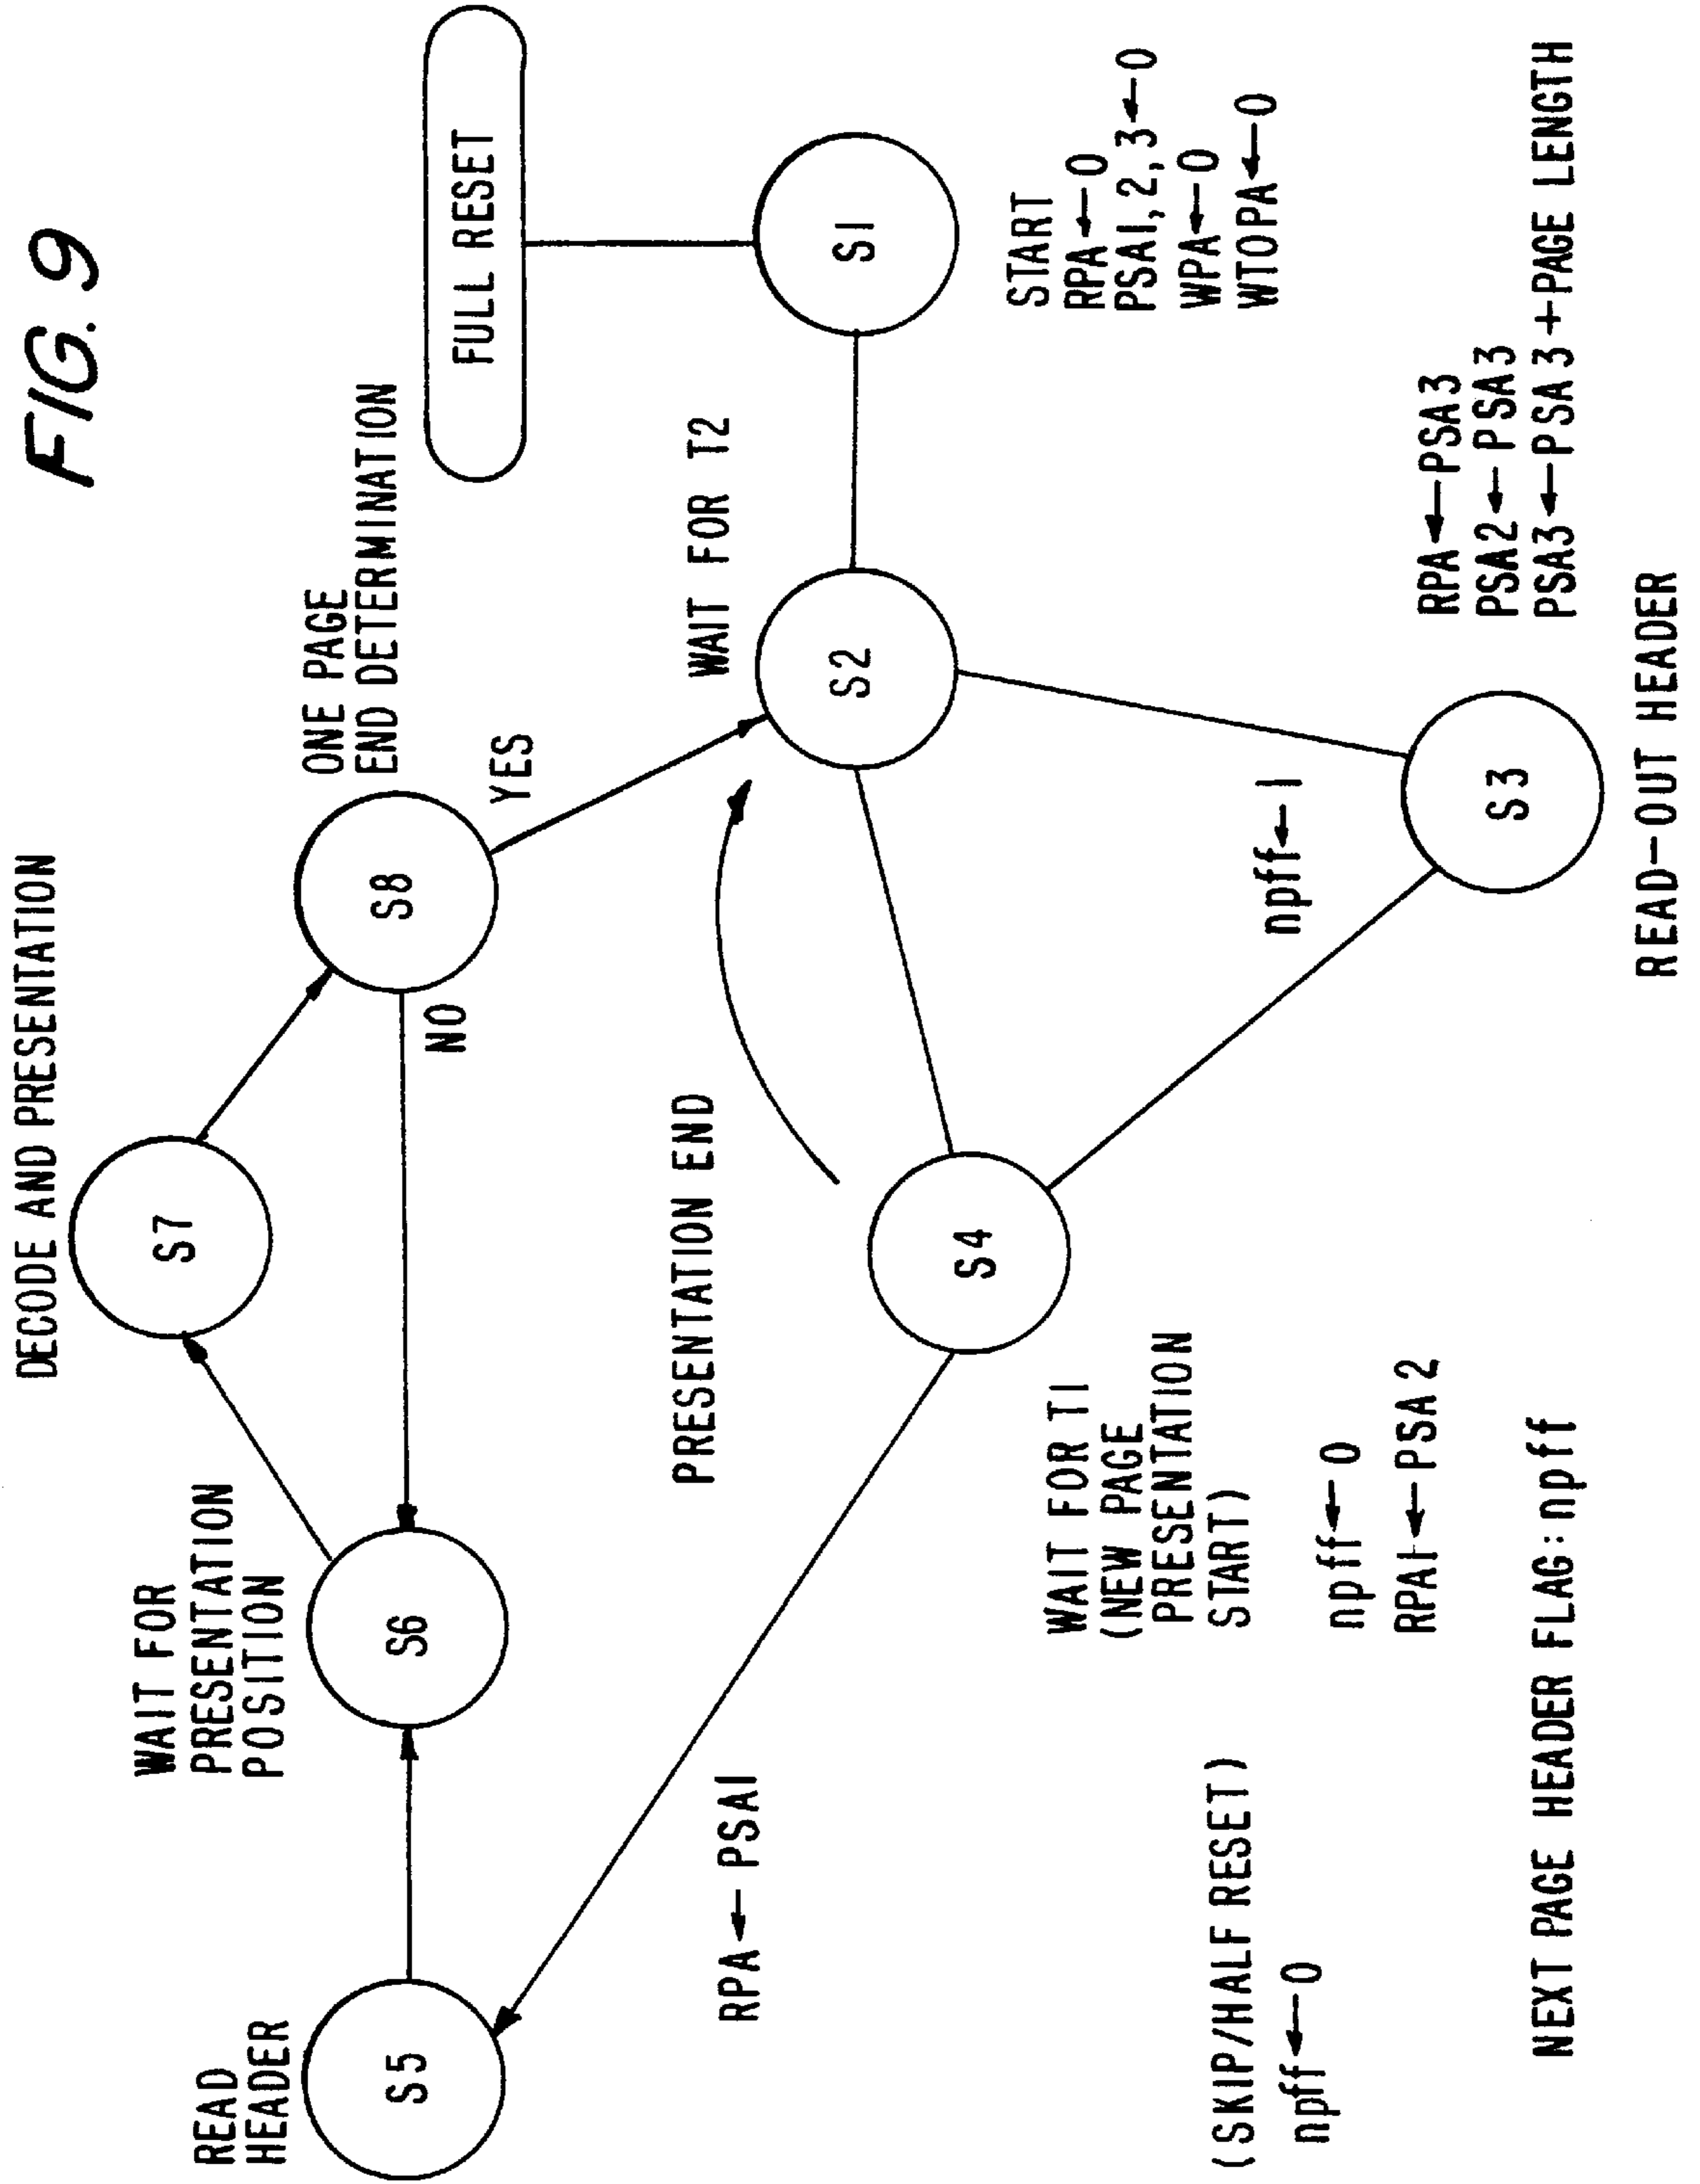 FIG. 9
FULL RESET
DECODE AND PRESENTATION
S7
ONE PAGE
END DETERMINATION
S8
YES
NO
WAIT FOR
PRESENTATION
POSITION
S6
READ
HEADER
S5
WAIT FOR T2
S2
S1
START
RPA←0
PSA1,2,3←0
WPA←0
WTOPA←0
PRESENTATION END
S4
RPA←PSA1
WAIT FOR T1
(NEW PAGE
PRESENTATION
START)
npff←0
RPA1←PSA2
npff←1
S3
RPA←PSA3
PSA2←PSA3
PSA3←PSA3+PAGE LENGTH
READ-OUT HEADER
(SKIP/HALF RESET)
npff←0
NEXT PAGE HEADER FLAG:npff